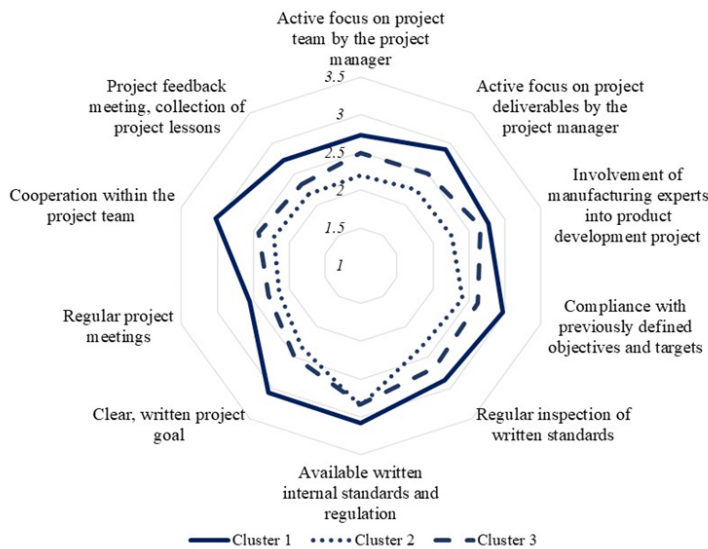 Active focus on project
team by the project
manager
3.5
3
2.5
2
1.5
1
Active focus on project
deliverables by the
project manager
Involvement of
manufacturing experts
into product
development project
Compliance with
previously defined
objectives and targets
Regular inspection of
written standards
Available written
internal standards and
regulation
Clear, written project
goal
Regular project
meetings
Cooperation within the
project team
Project feedback
meeting, collection of
project lessons
Cluster 1
Cluster 2
Cluster 3